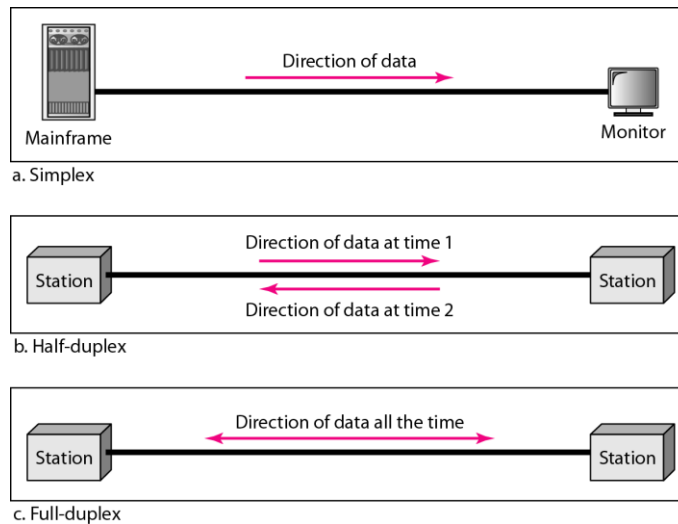 Direction of data
Mainframe
Monitor
a. Simplex
Direction of data at time 1
Station
Station
Direction of data at time 2
b. Half-duplex
Direction of data all the time
Station
Station
c. Full-duplex